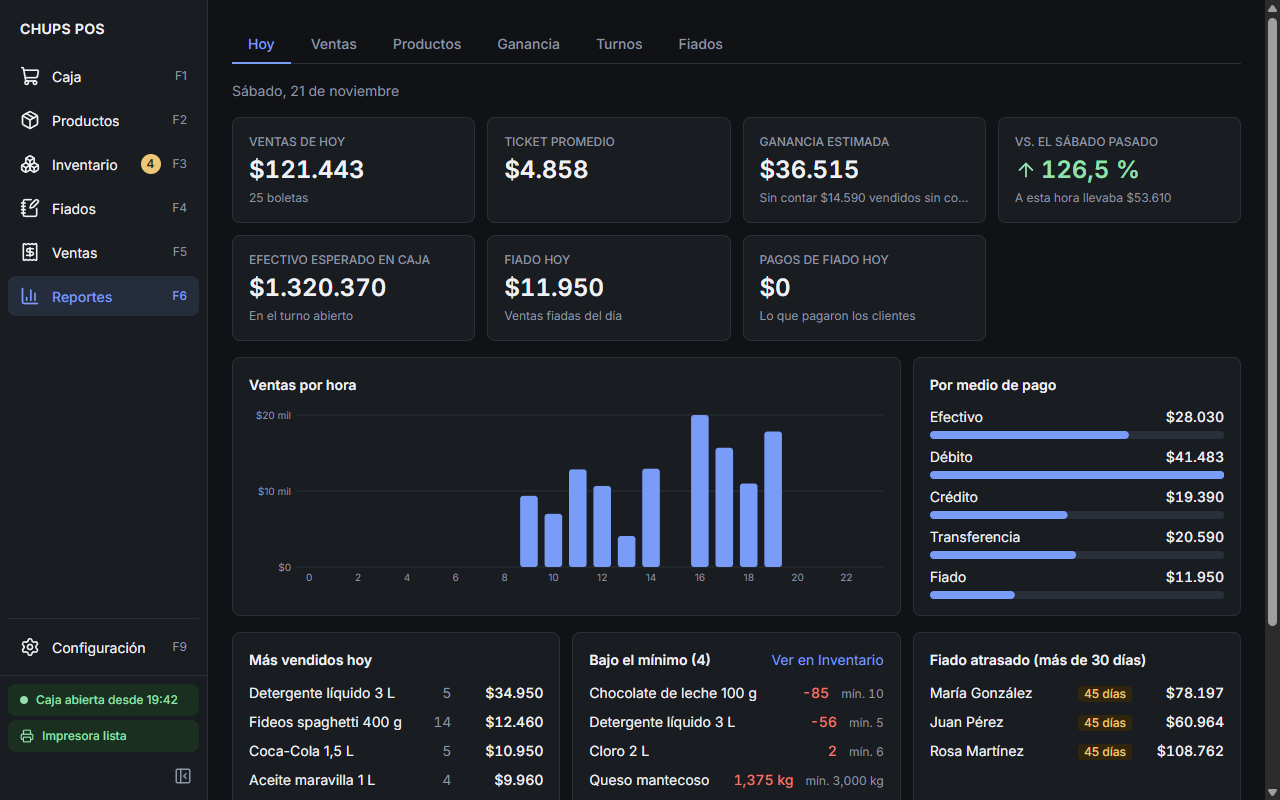 CHUPS POS
Caja F1
Productos F2
Inventario 4 F3
Fiados F4
Ventas F5
Reportes F6
Configuración F9
Caja abierta desde 19:42
Impresora lista
Hoy Ventas Productos Ganancia Turnos Fiados
Sábado, 21 de noviembre
VENTAS DE HOY
$121.443
25 boletas
TICKET PROMEDIO
$4.858
GANANCIA ESTIMADA
$36.515
Sin contar $14.590 vendidos sin co...
VS. EL SÁBADO PASADO
↑ 126,5 %
A esta hora llevaba $53.610
EFECTIVO ESPERADO EN CAJA
$1.320.370
En el turno abierto
FIADO HOY
$11.950
Ventas fiadas del día
PAGOS DE FIADO HOY
$0
Lo que pagaron los clientes
Ventas por hora
$20 mil
$10 mil
$0
0 2 4 6 8 10 12 14 16 18 20 22
Por medio de pago
Efectivo $28.030
Débito $41.483
Crédito $19.390
Transferencia $20.590
Fiado $11.950
Más vendidos hoy
Detergente líquido 3 L 5 $34.950
Fideos spaghetti 400 g 14 $12.460
Coca-Cola 1,5 L 5 $10.950
Aceite maravilla 1 L 4 $9.960
Bajo el mínimo (4) Ver en Inventario
Chocolate de leche 100 g -85 mín. 10
Detergente líquido 3 L -56 mín. 5
Cloro 2 L 2 mín. 6
Queso mantecoso 1,375 kg mín. 3,000 kg
Fiado atrasado (más de 30 días)
María González 45 días $78.197
Juan Pérez 45 días $60.964
Rosa Martínez 45 días $108.762